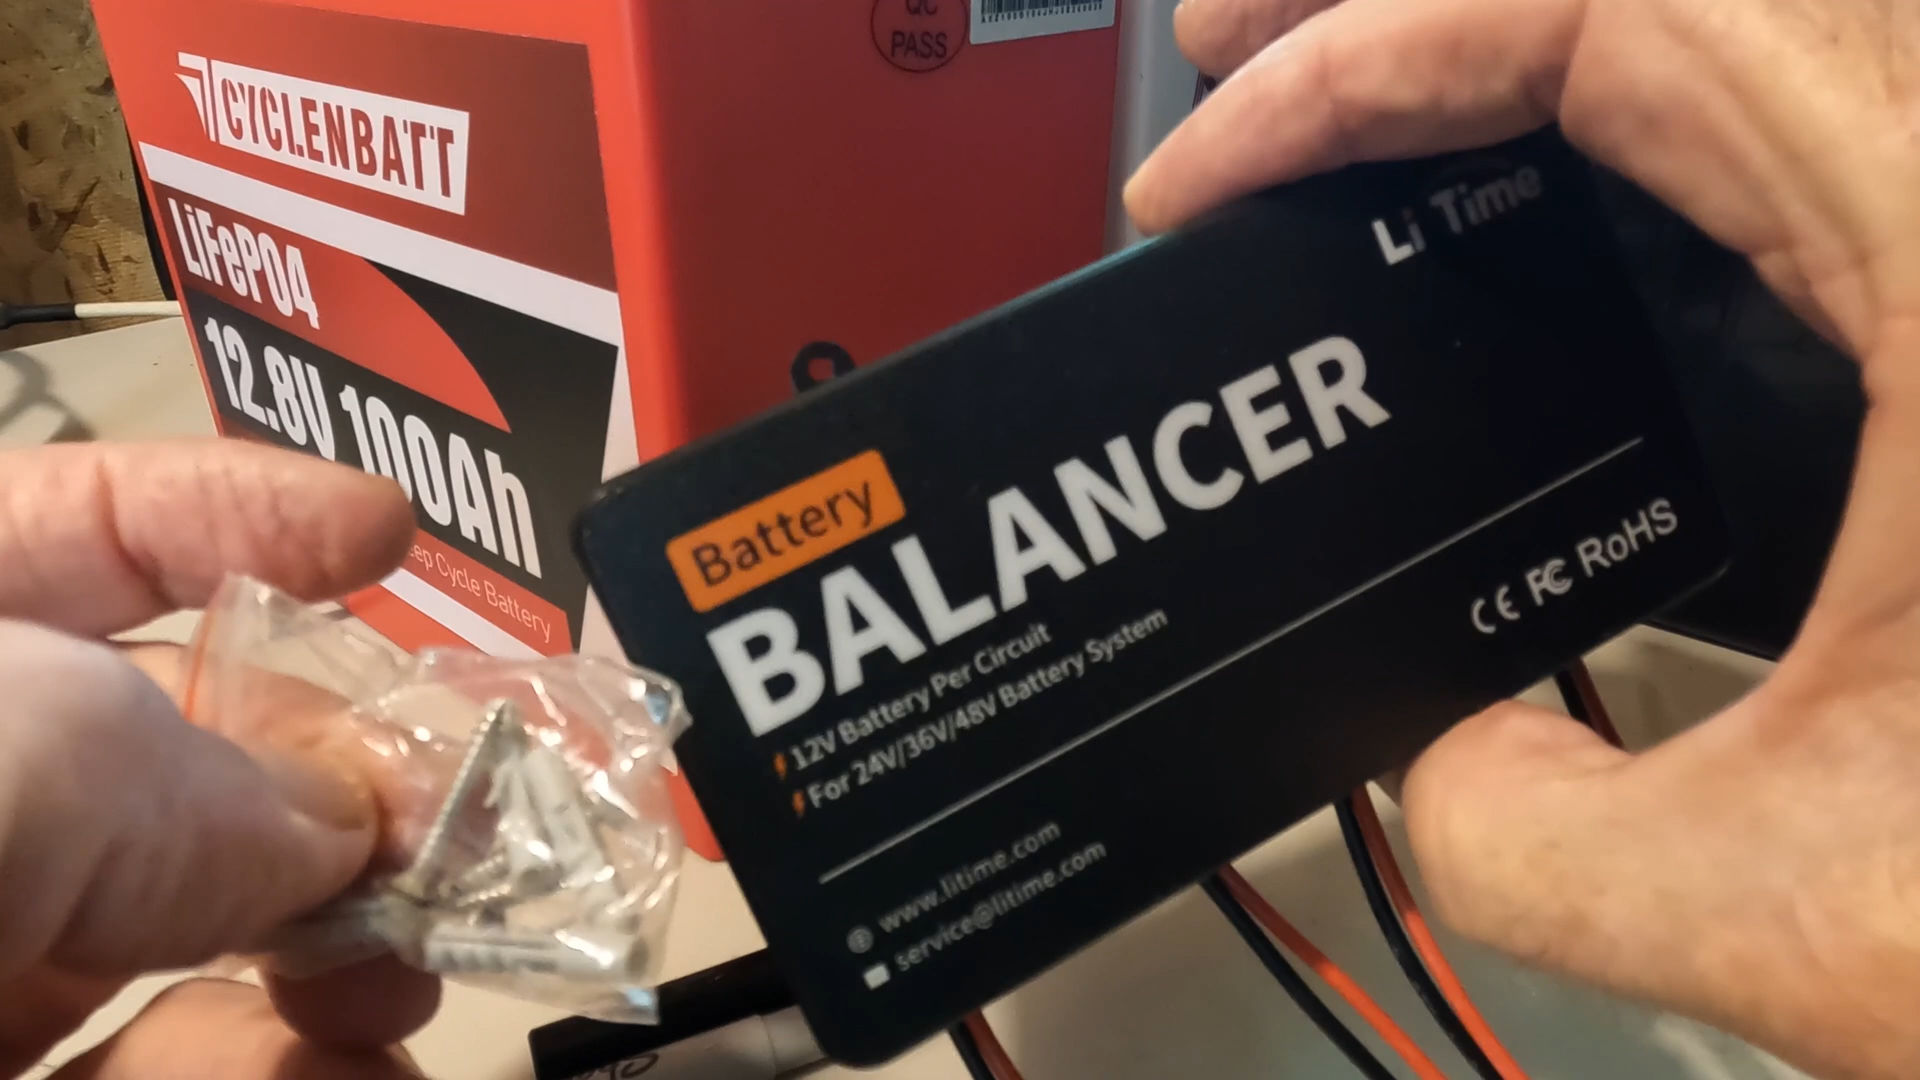 CYCLENBATT
LiFePO4
12.8V 100Ah
Cycle Battery
QC
PASS
Li Time
Battery
BALANCER
12V Battery Per Circuit
For 24V/36V/48V Battery System
CE FC RoHS
www.litime.com
service@litime.com